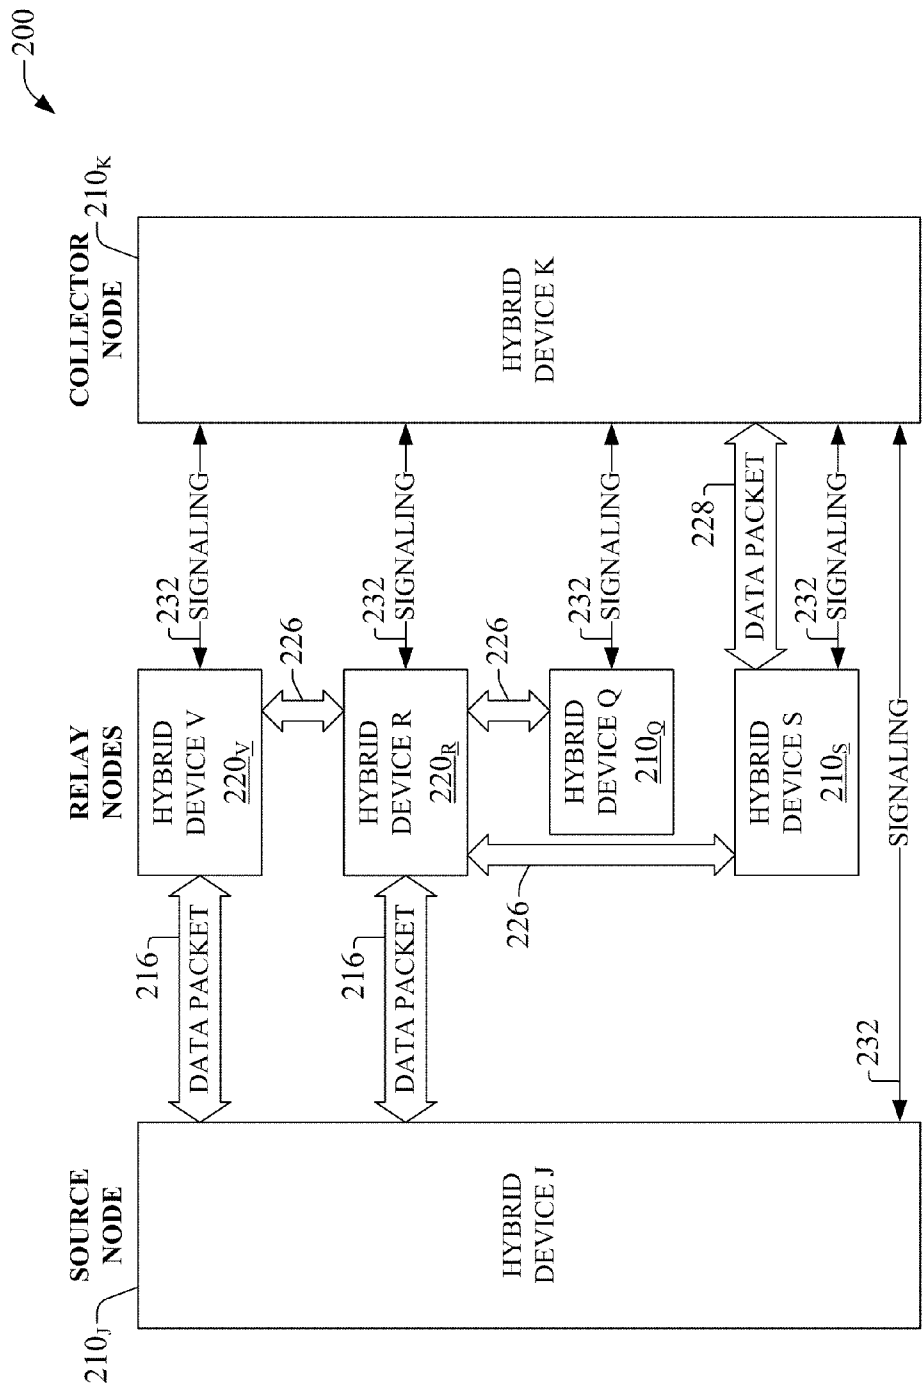 200
SOURCE
NODE
RELAY
NODES
COLLECTOR
NODE
210J
210K
HYBRID
DEVICE J
216
DATA PACKET
HYBRID
DEVICE V
220V
232
SIGNALING
226
216
DATA PACKET
HYBRID
DEVICE R
220R
232
SIGNALING
226
HYBRID
DEVICE Q
210Q
232
SIGNALING
226
228
DATA PACKET
HYBRID
DEVICE S
210S
232
SIGNALING
HYBRID
DEVICE K
232
SIGNALING